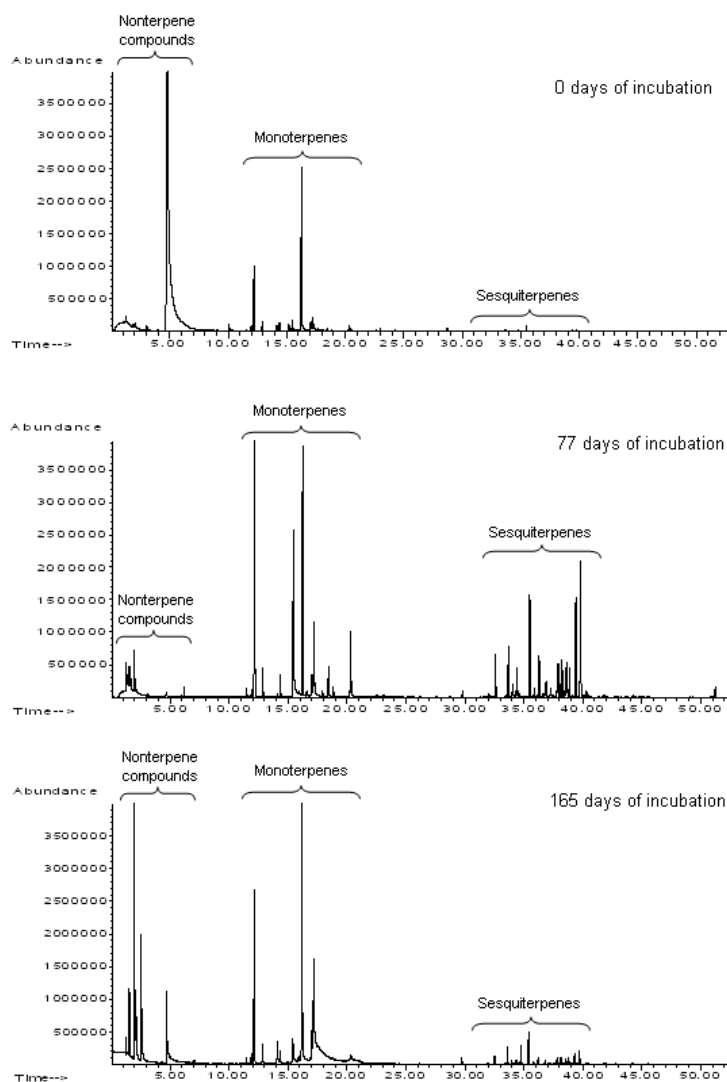 Nonterpene
compounds
Abundance
0 days of incubation
3500000
Monoterpenes
3000000
2500000
2000000
1500000
1000000
Sesquiterpenes
500000
Time-->
5.00 10.00 15.00 20.00 25.00 30.00 35.00 40.00 45.00 50.00
Monoterpenes
Abundance
77 days of incubation
3500000
3000000
2500000
Sesquiterpenes
2000000
1500000
Nonterpene
compounds
1000000
500000
Time-->
5.00 10.00 15.00 20.00 25.00 30.00 35.00 40.00 45.00 50.00
Nonterpene
compounds
Monoterpenes
Abundance
165 days of incubation
3500000
3000000
2500000
2000000
1500000
1000000
Sesquiterpenes
500000
Time-->
5.00 10.00 15.00 20.00 25.00 30.00 35.00 40.00 45.00 50.00